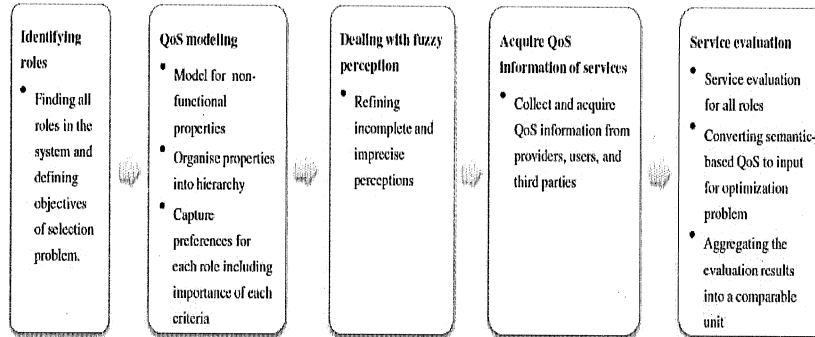 Identifying
roles
• Finding all
roles in the
system and
defining
objectives
of selection
problem.
QoS modeling
• Model for non-
functional
properties
• Organise properties
into hierarchy
• Capture
preferences for
each role including
importance of each
criteria
Dealing with fuzzy
perception
• Refining
incomplete and
imprecise
perceptions
Acquire QoS
information of services
• Collect and acquire
QoS information from
providers, users, and
third parties
Service evaluation
• Service evaluation
for all roles
• Converting semantic-
based QoS to input
for optimization
problem
• Aggregating the
evaluation results
into a comparable
unit